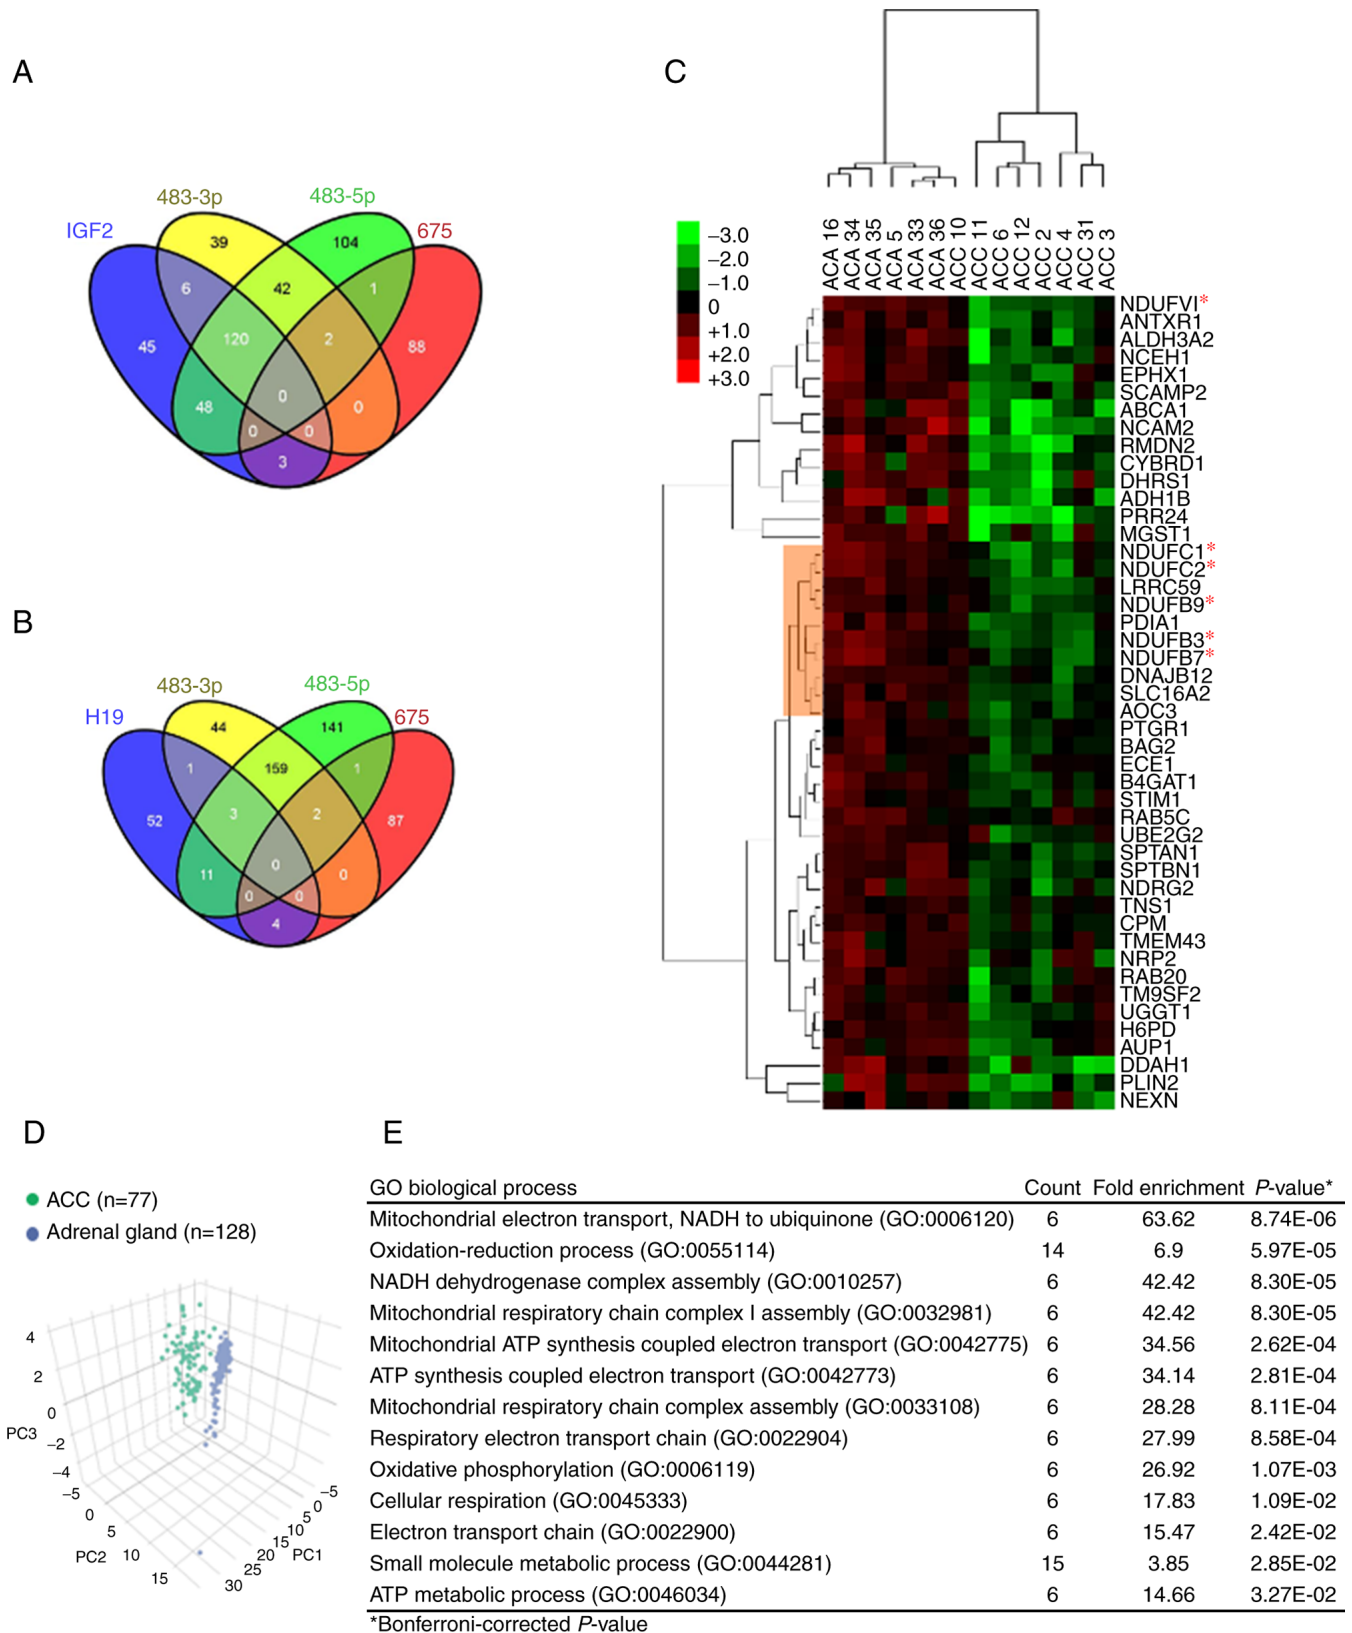 A
483-3p 483-5p
IGF2 675
39 104
6 42 1
45 120 2 88
48 0 0
0 0
3
B
483-3p 483-5p
H19 675
44 141
1 159 1
52 3 2 87
11 0 0
0 0
4
C
ACA 16
ACA 34
ACA 35
ACA 5
ACA 33
ACA 36
ACC 10
ACC 11
ACC 6
ACC 12
ACC 2
ACC 4
ACC 31
ACC 3
–3.0
–2.0
–1.0
0
+1.0
+2.0
+3.0
NDUFVI*
ANTXR1
ALDH3A2
NCEH1
EPHX1
SCAMP2
ABCA1
NCAM2
RMDN2
CYBRD1
DHRS1
ADH1B
PRR24
MGST1
NDUFC1*
NDUFC2*
LRRC59
NDUFB9*
PDIA1
NDUFB3*
NDUFB7*
DNAJB12
SLC16A2
AOC3
PTGR1
BAG2
ECE1
B4GAT1
STIM1
RAB5C
UBE2G2
SPTAN1
SPTBN1
NDRG2
TNS1
CPM
TMEM43
NRP2
RAB20
TM9SF2
UGGT1
H6PD
AUP1
DDAH1
PLIN2
NEXN
D
ACC (n=77)
Adrenal gland (n=128)
4
2
0
PC3
–2
–4
–5
0
5
PC2
10
15
–5
0
5
10
PC1
15
20
25
30
E
GO biological process Count Fold enrichment P-value*
Mitochondrial electron transport, NADH to ubiquinone (GO:0006120) 6 63.62 8.74E-06
Oxidation-reduction process (GO:0055114) 14 6.9 5.97E-05
NADH dehydrogenase complex assembly (GO:0010257) 6 42.42 8.30E-05
Mitochondrial respiratory chain complex I assembly (GO:0032981) 6 42.42 8.30E-05
Mitochondrial ATP synthesis coupled electron transport (GO:0042775) 6 34.56 2.62E-04
ATP synthesis coupled electron transport (GO:0042773) 6 34.14 2.81E-04
Mitochondrial respiratory chain complex assembly (GO:0033108) 6 28.28 8.11E-04
Respiratory electron transport chain (GO:0022904) 6 27.99 8.58E-04
Oxidative phosphorylation (GO:0006119) 6 26.92 1.07E-03
Cellular respiration (GO:0045333) 6 17.83 1.09E-02
Electron transport chain (GO:0022900) 6 15.47 2.42E-02
Small molecule metabolic process (GO:0044281) 15 3.85 2.85E-02
ATP metabolic process (GO:0046034) 6 14.66 3.27E-02
*Bonferroni-corrected P-value